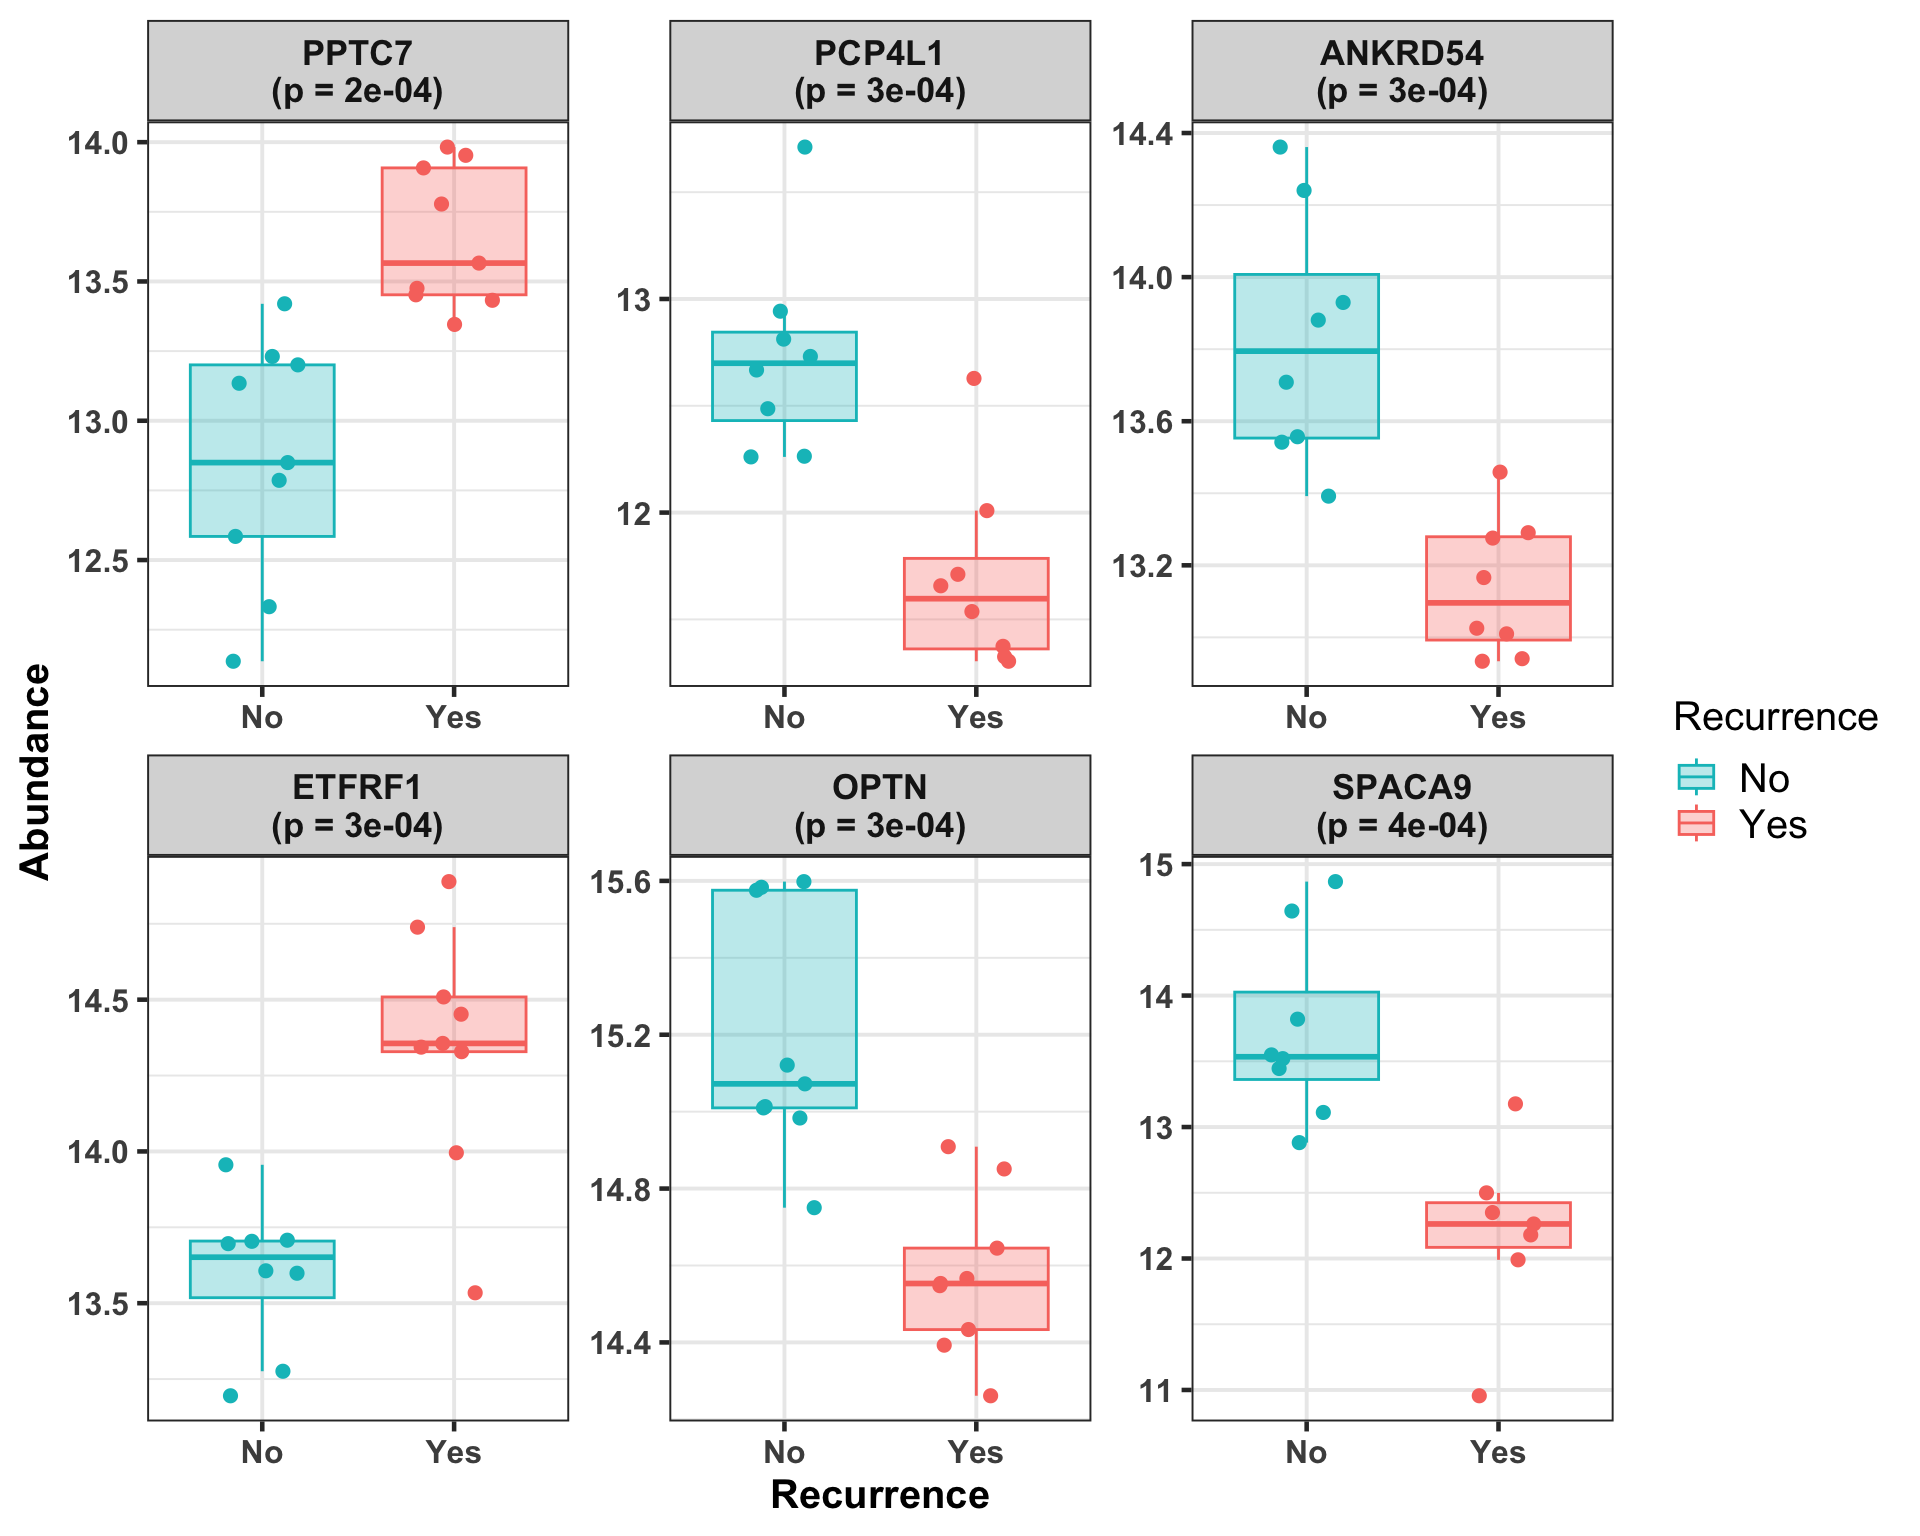 PPTC7
(p = 2e-04)
PCP4L1
(p = 3e-04)
ANKRD54
(p = 3e-04)
14.0
13.5
13.0
12.5
13
12
14.4
14.0
13.6
13.2
No
Yes
No
Yes
No
Yes
ETFRF1
(p = 3e-04)
OPTN
(p = 3e-04)
SPACA9
(p = 4e-04)
14.5
14.0
13.5
15.6
15.2
14.8
14.4
15
14
13
12
11
No
Yes
No
Yes
No
Yes
Abundance
Recurrence
Recurrence
No
Yes